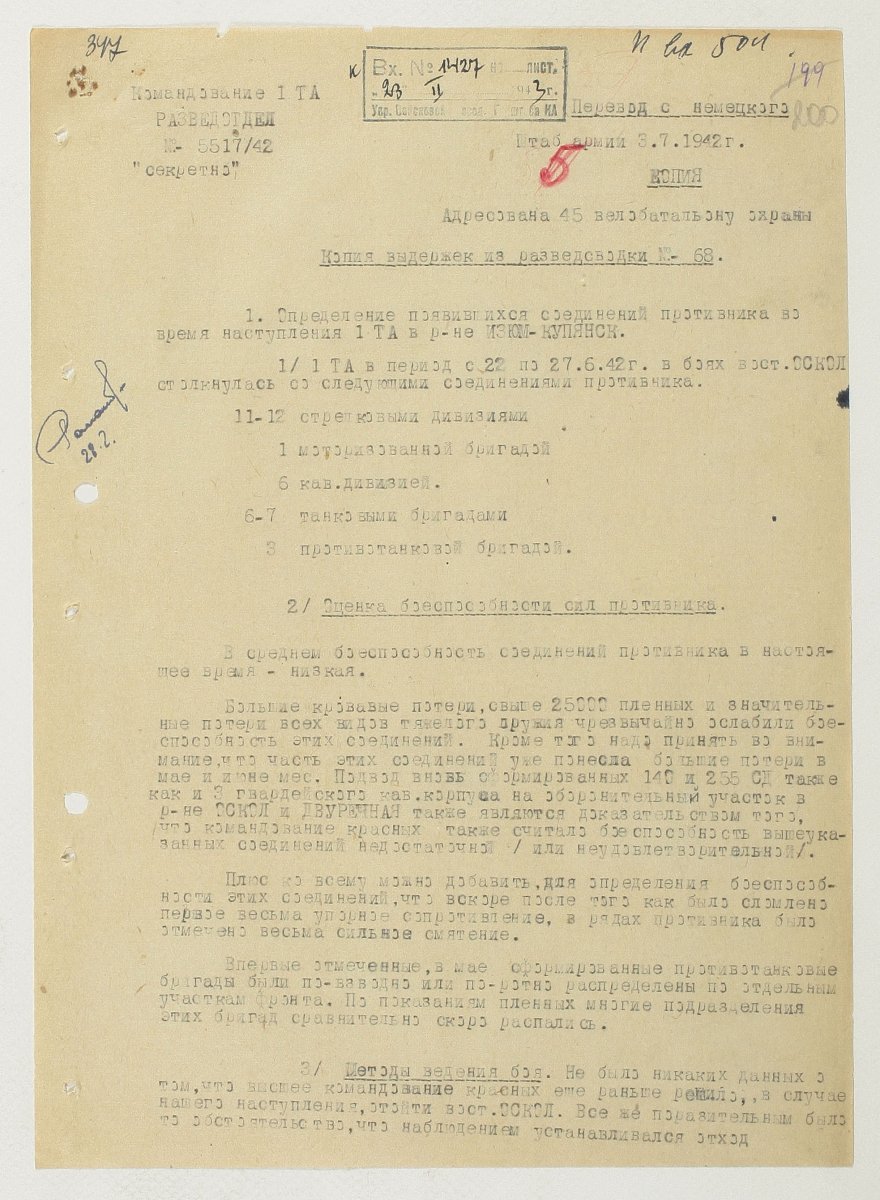 347
199
200
Вх. № 1427 лист.
"23" II 1943 г.
Командование 1 ТА
РАЗВЕДОТДЕЛ
№- 5517/42
"секретно"
Перевод с немецкого
Штаб армии 3.7.1942г.
5
КОПИЯ
Адресована 45 велобатальону охраны
Копия выдержек из разведсводки №- 68.
1. Определение появившихся соединений противника во
время наступления 1 ТА в р-не ИЗЮМ-КУПЯНСК.
1/ 1 ТА в период с 22 по 27.6.42г. в боях вост.ОСКОЛ
столкнулась со следующими соединениями противника.
11-12 стрелковыми дивизиями
1 моторизованной бригадой
6 кав.дивизией.
6-7 танковыми бригадами
3 противотанковой бригадой.
28.2.
2/ Оценка боеспособности сил противника.
В среднем боеспособность соединений противника в настоя-
шее время - низкая.
Большие кровавые потери,свыше 25000 пленных и значитель-
ные потери всех видов тяжелого оружия чрезвычайно ослабили бое-
способность этих соединений. Кроме того надо принять во вни-
мание,что часть этих соединений уже понесла большие потери в
мае и июне мес. Подвод вновь сформированных 140 и 255 СД также
как и 3 гвардейского кав.корпуса на оборонительный участок в
р-не ОСКОЛ и ДВУРЕЧНАЯ также являются доказательством того,
что командование красных также считало боеспособность вышеука-
занных соединений недостаточной / или неудовлетворительной/.
Плюс ко всему можно добавить,для определения боеспособ-
ности этих соединений,что вскоре после того как было сломлено
первое весьма упорное сопротивление, в рядах противника было
отмечено весьма сильное смятение.
Впервые отмеченные,в мае сформированные противотанковые
бригады были по-взводно или по-ротно распределены по отдельным
участкам фронта. По показаниям пленных многие подразделения
этих бригад сравнительно скоро распались.
3/ Методы ведения боя. Не было никаких данных о
том,что высшее командование красных еще раньше решило,,в случае
нашего наступления,отойти вост.ОСКОЛ. Все же поразительным было
то обстоятельство,что наблюдением устанавливался отход